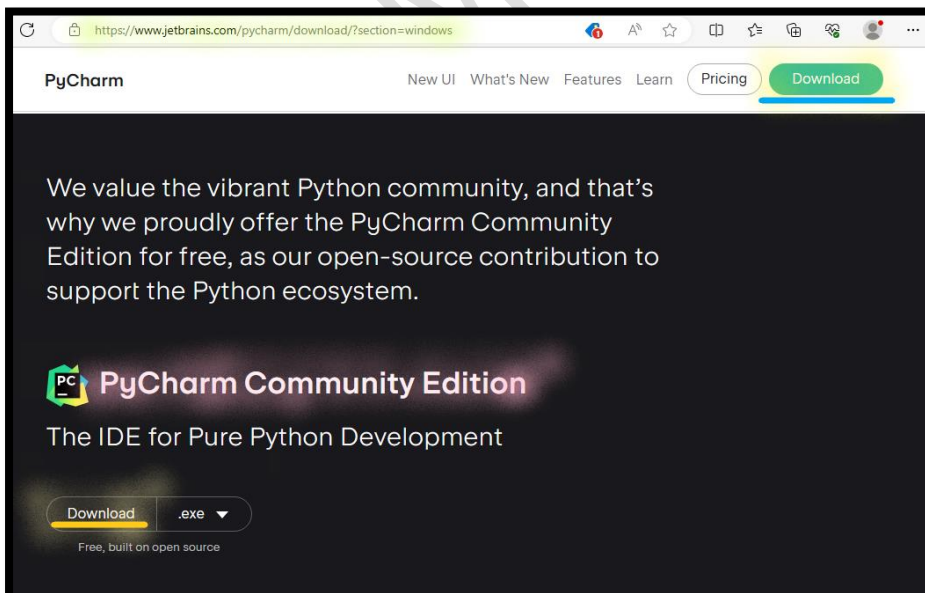 https://www.jetbrains.com/pycharm/download/?section=windows
PyCharm New UI What's New Features Learn Pricing Download
We value the vibrant Python community, and that's
why we proudly offer the PyCharm Community
Edition for free, as our open-source contribution to
support the Python ecosystem.
PC PyCharm Community Edition
The IDE for Pure Python Development
Download .exe
Free, built on open source